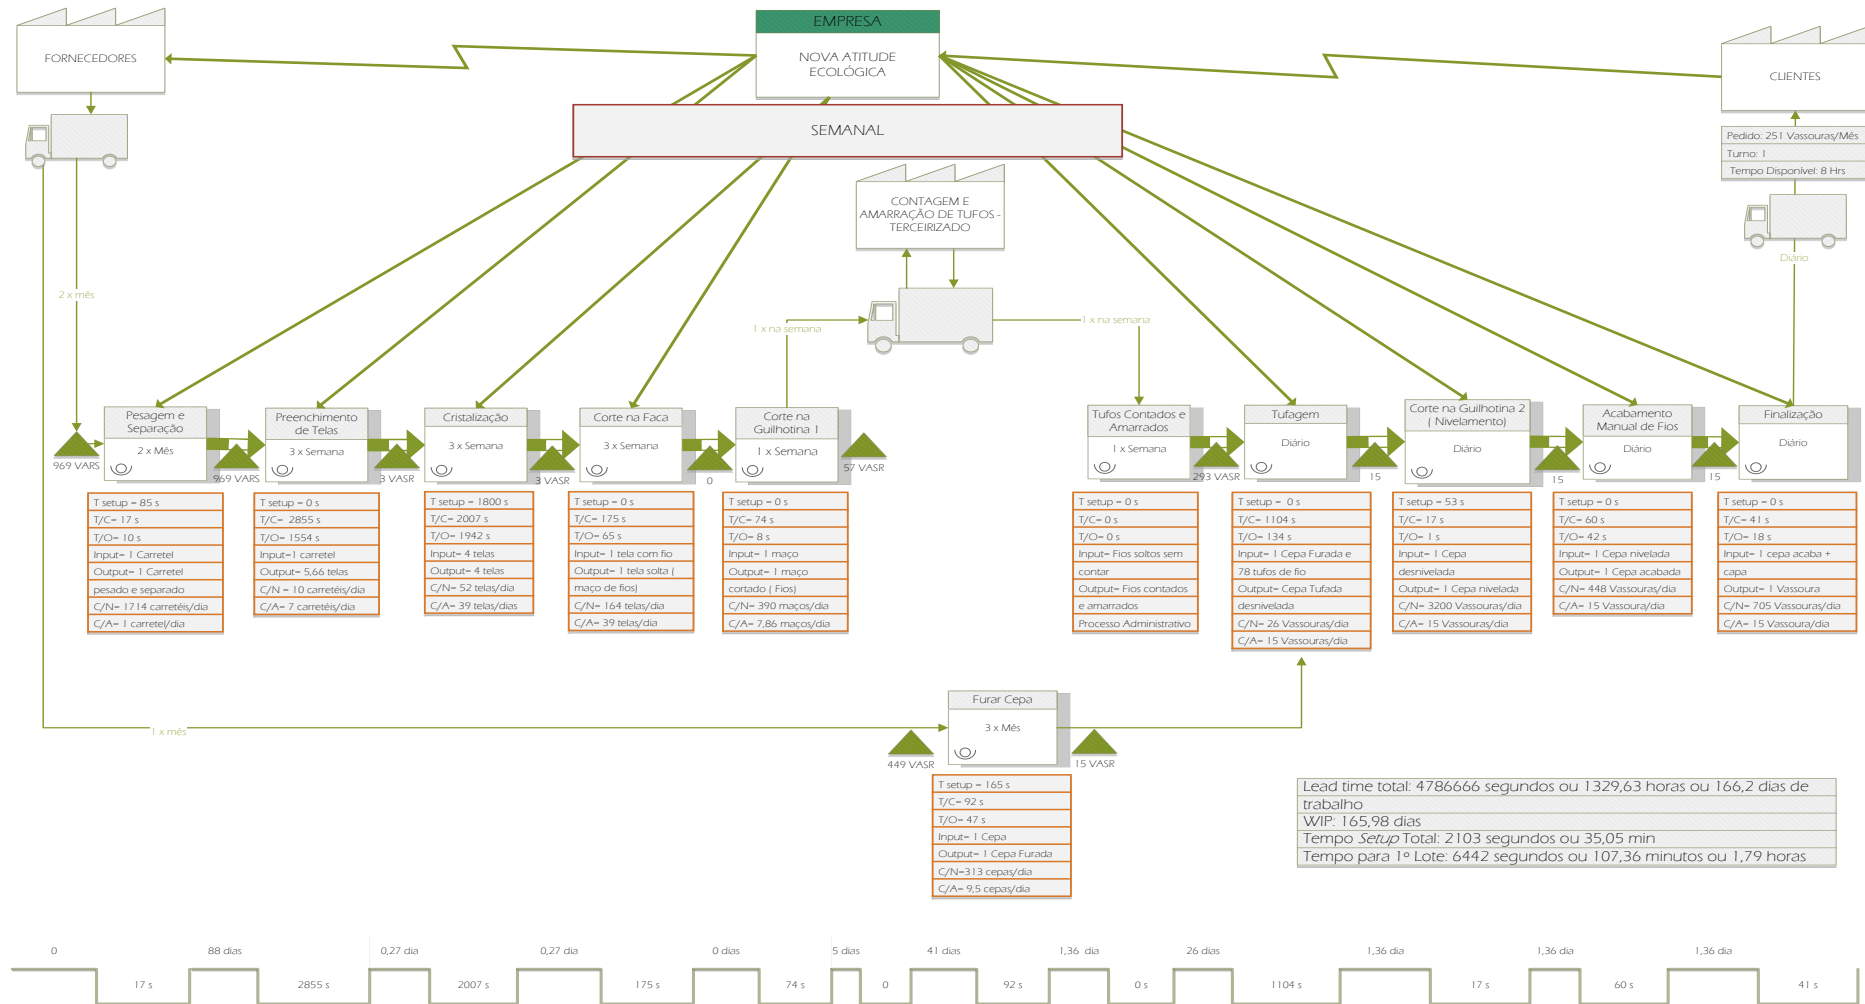 EMPRESA
NOVA ATITUDE
ECOLÓGICA
FORNECEDORES
CLIENTES
SEMANAL
Pedido: 251 Vassouras/Mês
Turno: 1
Tempo Disponível: 8 Hrs
CONTAGEM E
AMARRAÇÃO DE TUFOS -
TERCEIRIZADO
Diário
2 x mês
1 x na semana
1 x na semana
969 VARS
Pesagem e
Separação
2 x Mês
969 VARS
Preenchimento
de Telas
3 x Semana
3 VASR
Cristalização
3 x Semana
3 VASR
Corte na Faca
3 x Semana
0
Corte na
Guilhotina 1
1 x Semana
57 VASR
Tufos Contados e
Amarrados
1 x Semana
293 VASR
Tufagem
Diário
15
Corte na Guilhotina 2
( Nivelamento)
Diário
15
Acabamento
Manual de Fios
Diário
15
Finalização
Diário
T setup = 85 s
T/C= 17 s
T/O= 10 s
Input= 1 Carretel
Output= 1 Carretel
pesado e separado
C/N= 1714 carretéis/dia
C/A= 1 carretel/dia
T setup = 0 s
T/C= 2855 s
T/O= 1554 s
Input=1 carretel
Output= 5,66 telas
C/N = 10 carretéis/dia
C/A= 7 carretéis/dia
T setup = 1800 s
T/C= 2007 s
T/O= 1942 s
Input= 4 telas
Output= 4 telas
C/N= 52 telas/dia
C/A= 39 telas/dias
T setup = 0 s
T/C= 175 s
T/O= 65 s
Input= 1 tela com fio
Output= 1 tela solta (
maço de fios)
C/N= 164 telas/dia
C/A= 39 telas/dia
T setup = 0 s
T/C= 74 s
T/O= 8 s
Input= 1 maço
Output= 1 maço
cortado ( Fios)
C/N= 390 maços/dia
C/A= 7,86 maços/dia
T setup = 0 s
T/C= 0 s
T/O= 0 s
Input= Fios soltos sem
contar
Output= Fios contados
e amarrados
Processo Administrativo
T setup = 0 s
T/C= 1104 s
T/O= 134 s
Input= 1 Cepa Furada e
78 tufos de fio
Output= Cepa Tufada
desnivelada
C/N= 26 Vassouras/dia
C/A= 15 Vassouras/dia
T setup = 53 s
T/C= 17 s
T/O= 1 s
Input= 1 Cepa
desnivelada
Output= 1 Cepa nivelada
C/N= 3200 Vassouras/dia
C/A= 15 Vassouras/dia
T setup = 0 s
T/C= 60 s
T/O= 42 s
Input= 1 Cepa nivelada
Output= 1 Cepa acabada
C/N= 448 Vassouras/dia
C/A= 15 Vassoura/dia
T setup = 0 s
T/C= 41 s
T/O= 18 s
Input= 1 cepa acaba +
capa
Output= 1 Vassoura
C/N= 705 Vassouras/dia
C/A= 15 Vassoura/dia
1 x mês
449 VASR
Furar Cepa
3 x Mês
15 VASR
T setup = 165 s
T/C= 92 s
T/O= 47 s
Input= 1 Cepa
Output= 1 Cepa Furada
C/N=313 cepas/dia
C/A= 9,5 cepas/dia
Lead time total: 4786666 segundos ou 1329,63 horas ou 166,2 dias de
trabalho
WIP: 165,98 dias
Tempo Setup Total: 2103 segundos ou 35,05 min
Tempo para 1º Lote: 6442 segundos ou 107,36 minutos ou 1,79 horas
0 88 dias 0,27 dia 0,27 dia 0 dias 5 dias 41 dias 1,36 dia 26 dias 1,36 dia 1,36 dia 1,36 dia
17 s 2855 s 2007 s 175 s 74 s 0 92 s 0 s 1104 s 17 s 60 s 41 s